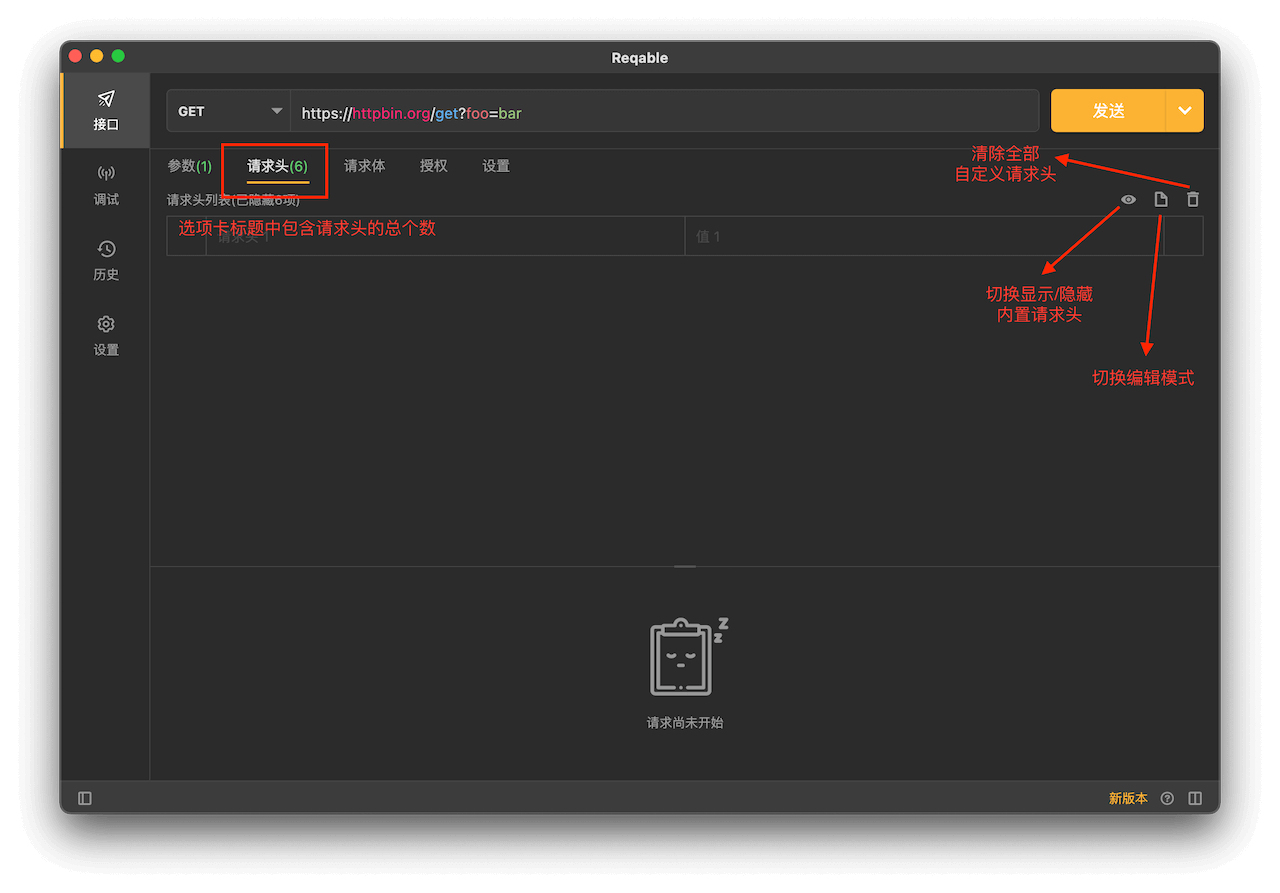 Reqable
接口
调试
历史
设置
GET
https://httpbin.org/get?foo=bar
发送
参数(1)
请求头(6)
请求体
授权
设置
清除全部
自定义请求头
请求头列表(已隐藏6项)
选项卡标题中包含请求头的总个数
请求头 1
值 1
切换显示/隐藏
内置请求头
切换编辑模式
z
z
请求尚未开始
新版本